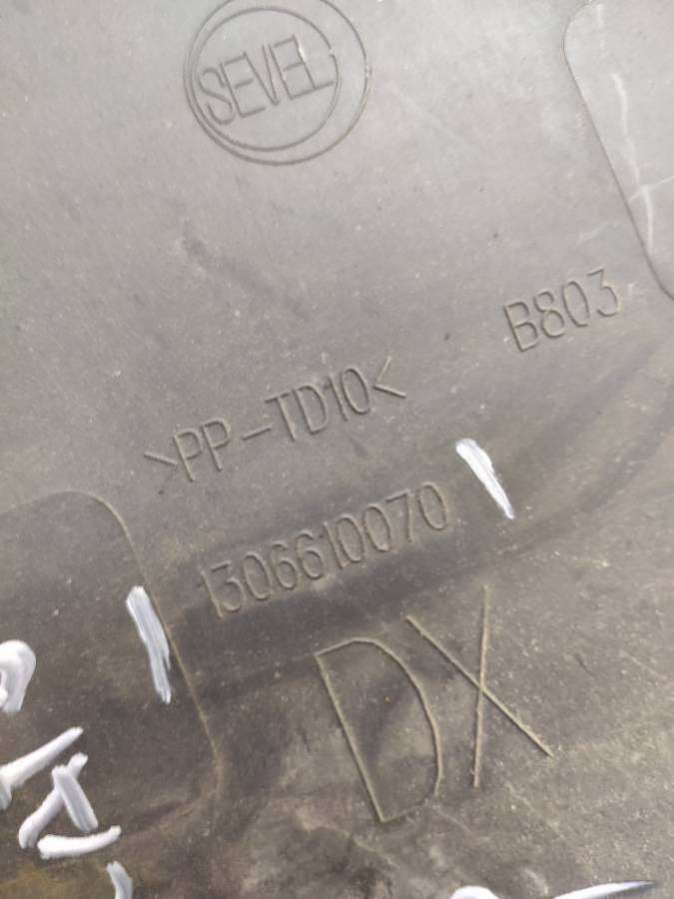 SEVEL
B803
>PP-TD10<
1306610070
DX